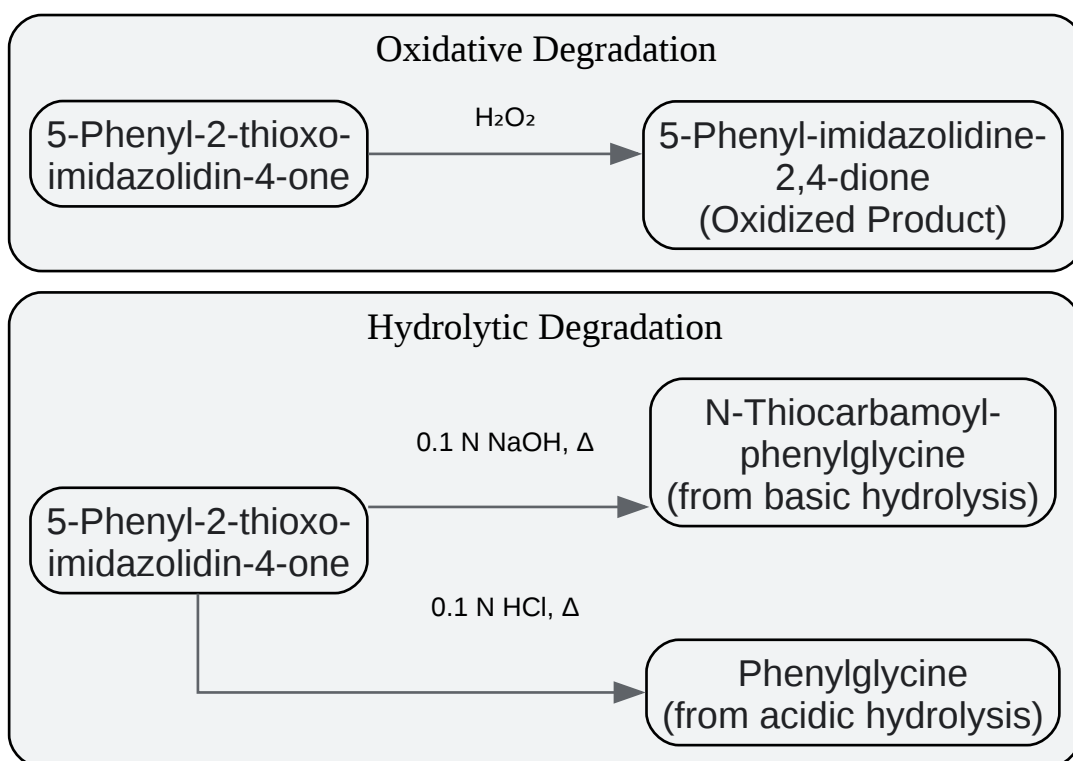 Oxidative Degradation
5-Phenyl-2-thioxo-
imidazolidin-4-one
H₂O₂
5-Phenyl-imidazolidine-
2,4-dione
(Oxidized Product)
Hydrolytic Degradation
5-Phenyl-2-thioxo-
imidazolidin-4-one
0.1 N NaOH, Δ
N-Thiocarbamoyl-
phenylglycine
(from basic hydrolysis)
0.1 N HCl, Δ
Phenylglycine
(from acidic hydrolysis)